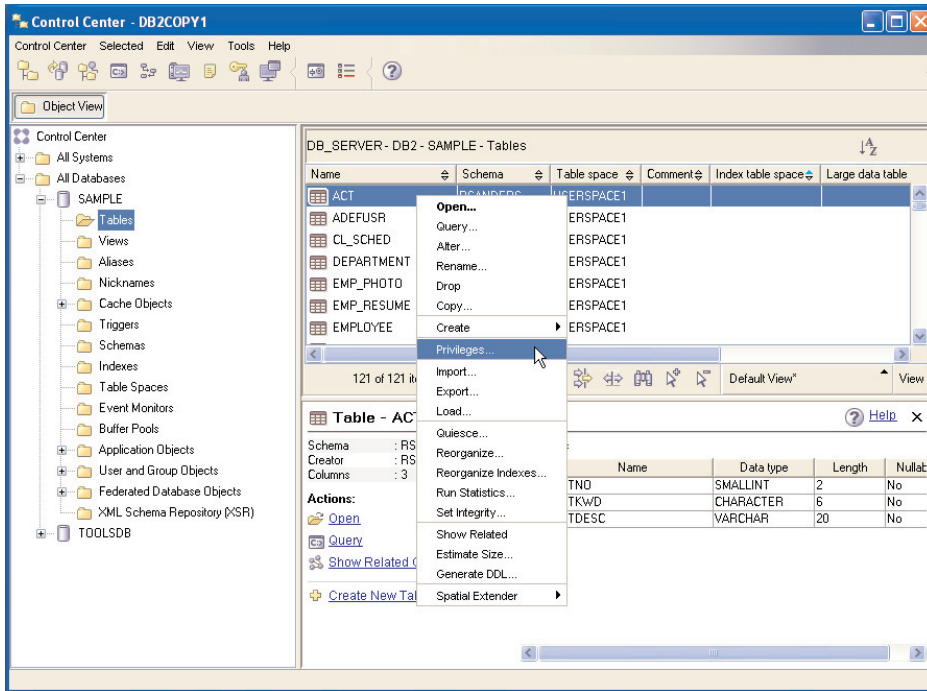 Control Center - DB2COPY1
Control Center Selected Edit View Tools Help
Object View
Control Center
All Systems
All Databases
SAMPLE
Tables
Views
Aliases
Nicknames
Cache Objects
Triggers
Schemas
Indexes
Table Spaces
Event Monitors
Buffer Pools
Application Objects
User and Group Objects
Federated Database Objects
XML Schema Repository (XSR)
TOOLSDB
DB_SERVER - DB2 - SAMPLE - Tables
Name Schema Table space Comment Index table space Large data table
ACT RSANDERS USERSPACE1
ADEFUSR ERSPACE1
CL_SCHED ERSPACE1
DEPARTMENT ERSPACE1
EMP_PHOTO ERSPACE1
EMP_RESUME ERSPACE1
EMPLOYEE ERSPACE1
121 of 121 Default View* View
Open...
Query...
Alter...
Rename...
Drop
Copy...
Create
Privileges...
Import...
Export...
Load...
Quiesce...
Reorganize...
Reorganize Indexes...
Run Statistics...
Set Integrity...
Show Related
Estimate Size...
Generate DDL...
Spatial Extender
Table - ACT Help
Schema : RS
Creator : RS
Columns : 3
Actions:
Open
Query
Show Related
Create New Tab
Name Data type Length Nullab
TNO SMALLINT 2 No
TKWD CHARACTER 6 No
TDESC VARCHAR 20 No